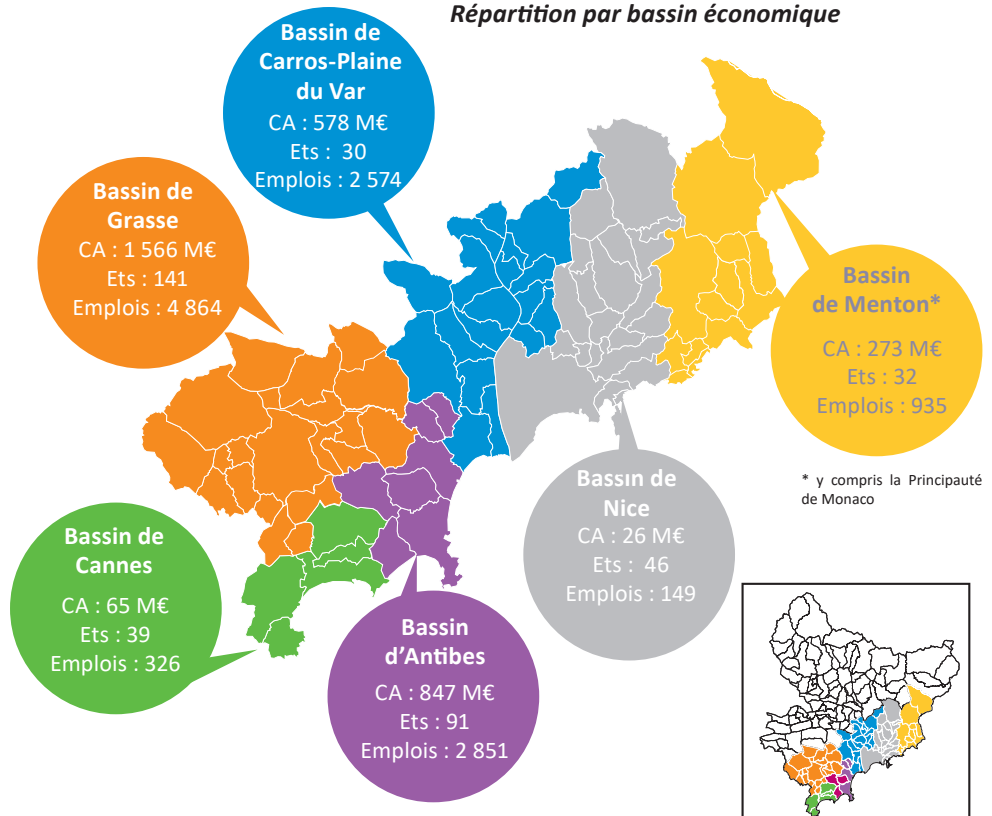 Répartition par bassin économique
Bassin de
Carros-Plaine
du Var
CA : 578 M€
Ets : 30
Emplois : 2 574
Bassin de
Grasse
CA : 1 566 M€
Ets : 141
Emplois : 4 864
Bassin
de Menton*
CA : 273 M€
Ets : 32
Emplois : 935
* y compris la Principauté
de Monaco
Bassin de
Nice
CA : 26 M€
Ets : 46
Emplois : 149
Bassin de
Cannes
CA : 65 M€
Ets : 39
Emplois : 326
Bassin
d'Antibes
CA : 847 M€
Ets : 91
Emplois : 2 851